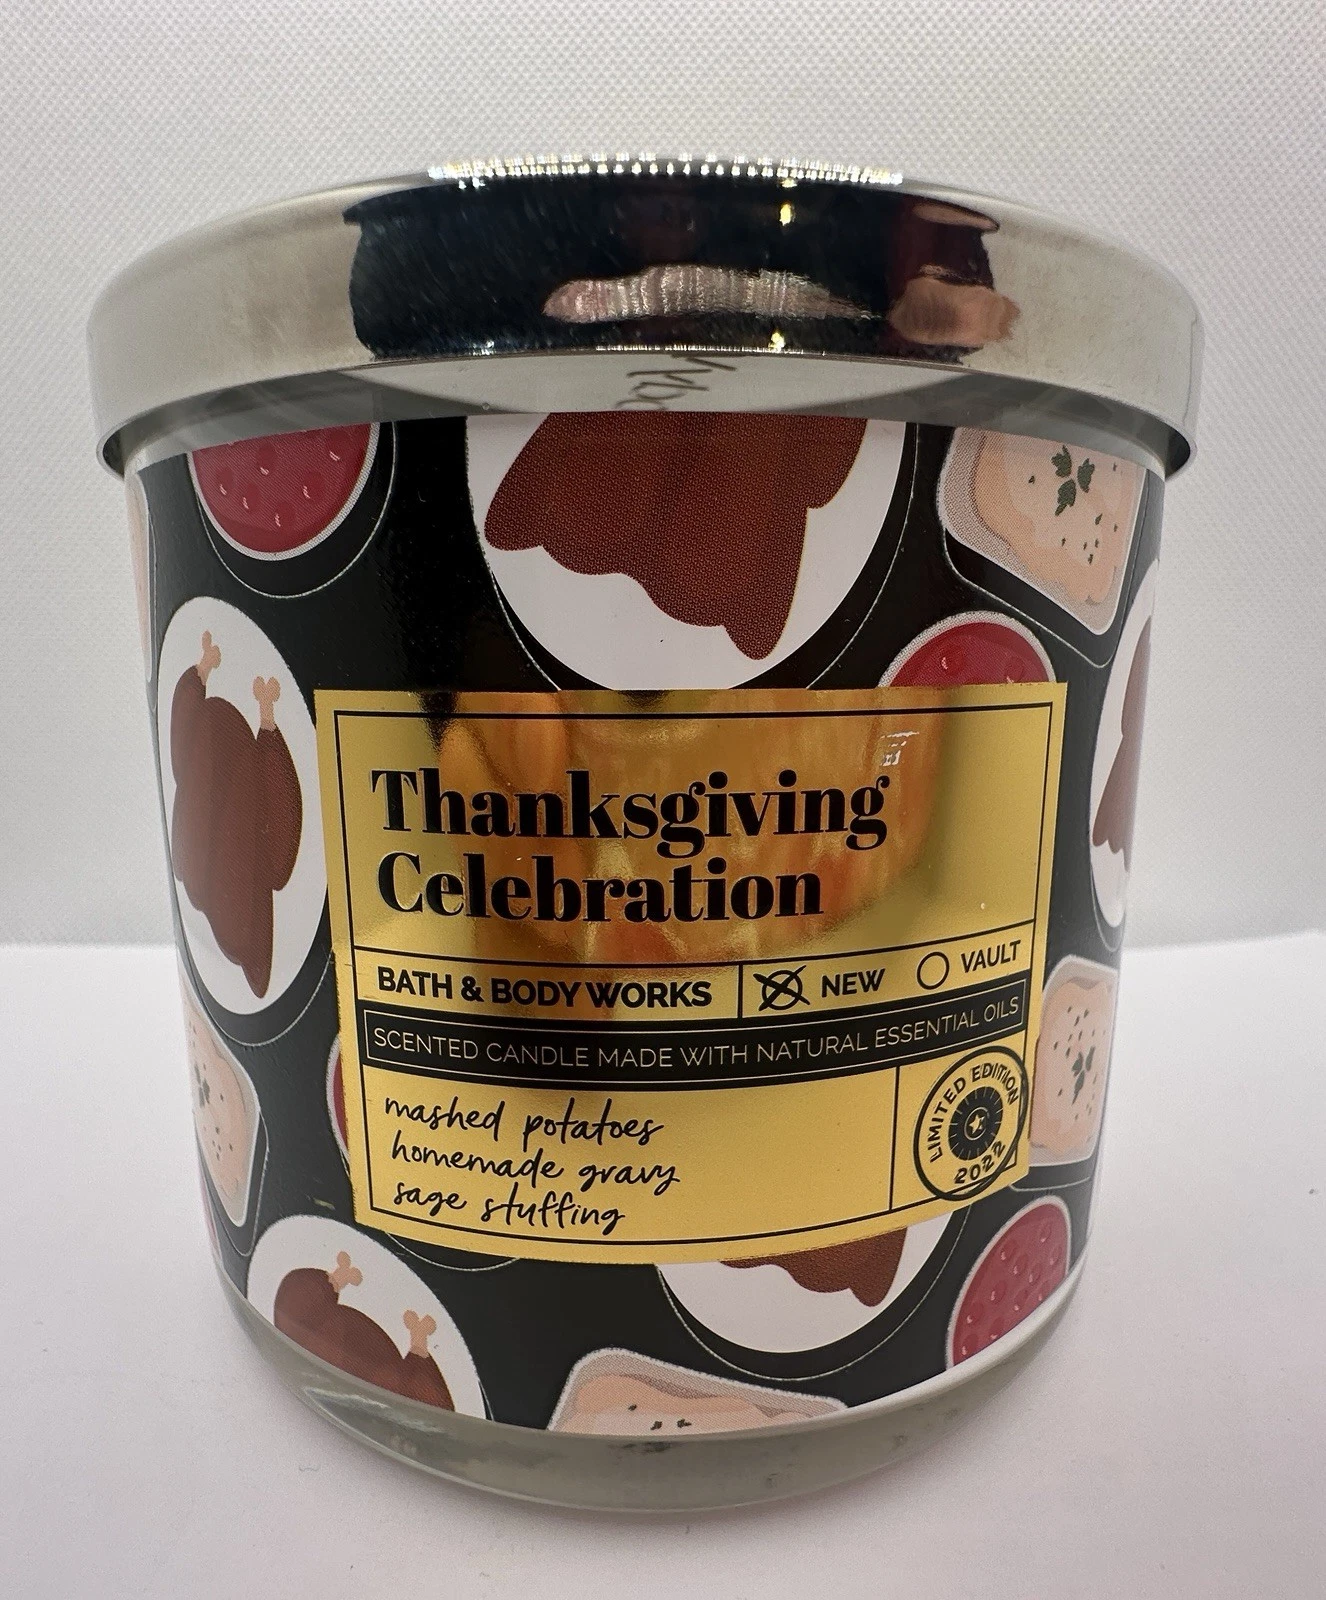 Thanksgiving
Celebration
BATH & BODY WORKS
NEW
VAULT
SCENTED CANDLE MADE WITH NATURAL ESSENTIAL OILS
mashed potatoes
homemade gravy
sage stuffing
LIMITED EDITION
2022